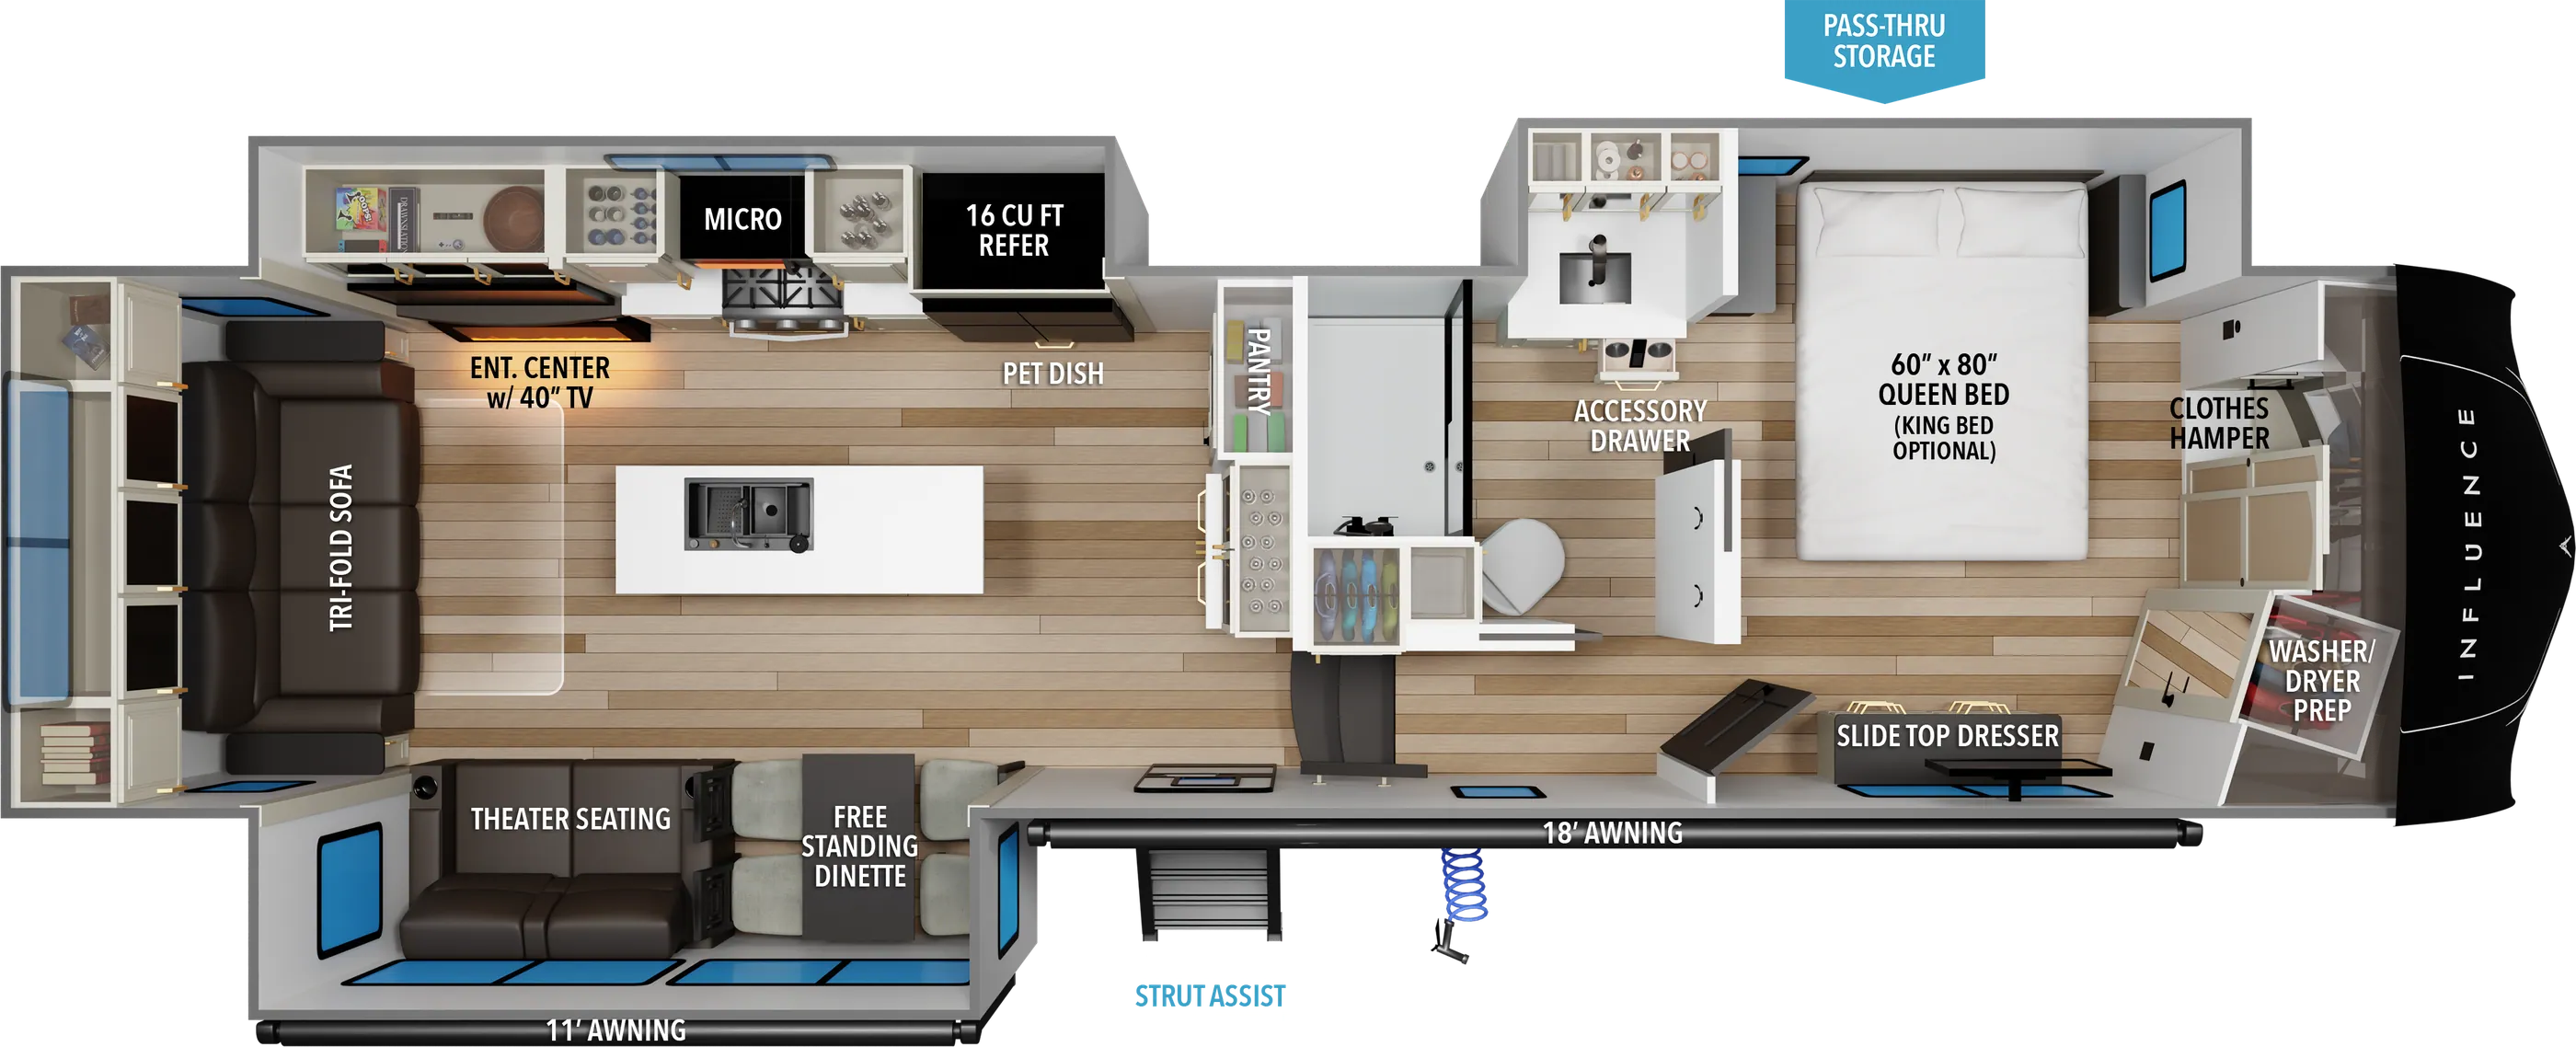 PASS-THRU
STORAGE
MICRO
16 CU FT
REFER
ENT. CENTER
w/ 40” TV
PET DISH
PANTRY
ACCESSORY
DRAWER
60” x 80”
QUEEN BED
(KING BED
OPTIONAL)
CLOTHES
HAMPER
INFLUENCE
TRI-FOLD SOFA
WASHER/
DRYER
PREP
SLIDE TOP DRESSER
THEATER SEATING
FREE
STANDING
DINETTE
18’ AWNING
STRUT ASSIST
11’ AWNING